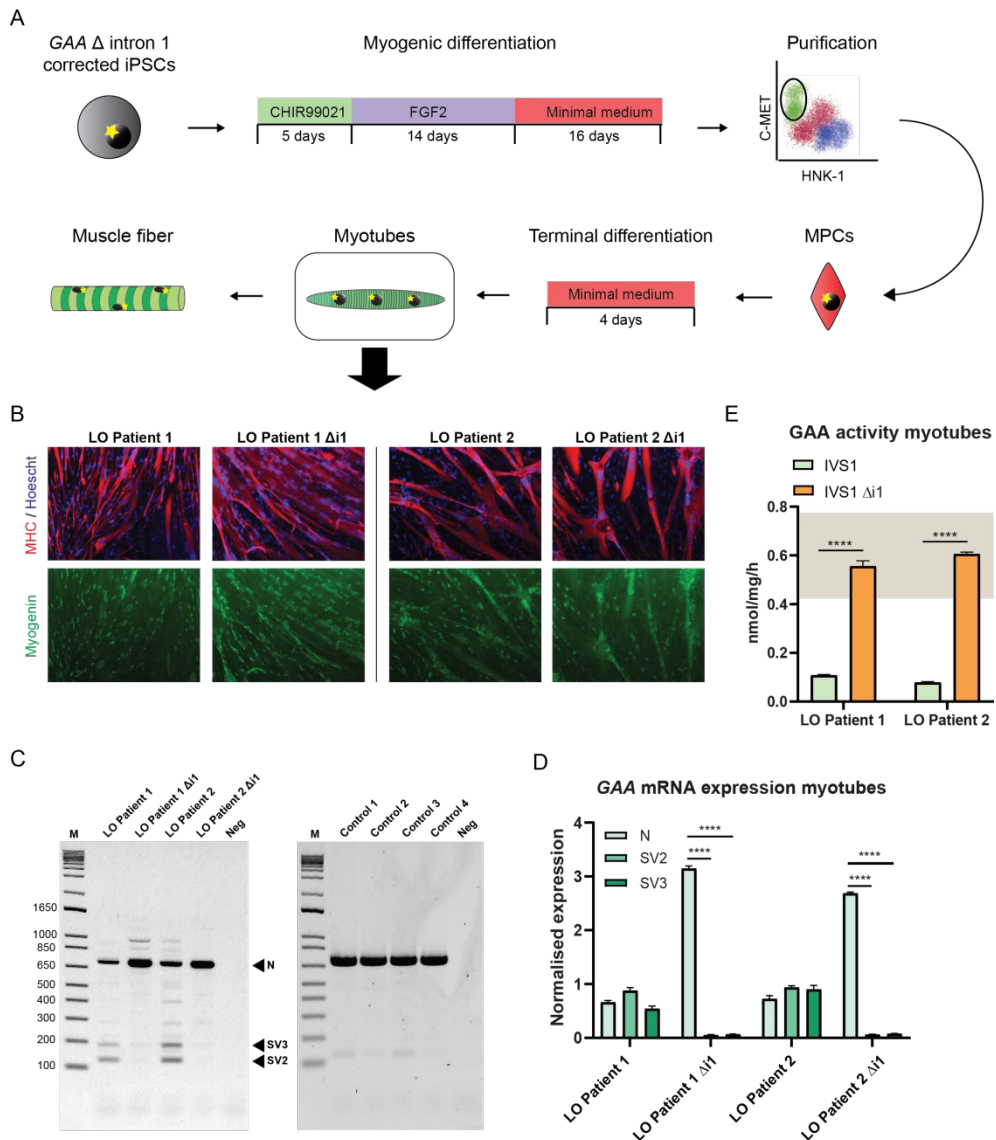 A
GAA Δ intron 1
corrected iPSCs
Myogenic differentiation
CHIR99021
FGF2
Minimal medium
5 days
14 days
16 days
Purification
C-MET
HNK-1
Muscle fiber
Myotubes
Terminal differentiation
Minimal medium
4 days
MPCs
B
LO Patient 1
LO Patient 1 Δi1
LO Patient 2
LO Patient 2 Δi1
MHC / Hoescht
Myogenin
E
GAA activity myotubes
IVS1
IVS1 Δi1
nmol/mg/h
0.8
0.6
0.4
0.2
0.0
****
****
LO Patient 1
LO Patient 2
C
M
LO Patient 1
LO Patient 1 Δi1
LO Patient 2
LO Patient 2 Δi1
Neg
1650
1000
850
650
500
400
300
200
100
N
SV3
SV2
M
Control 1
Control 2
Control 3
Control 4
Neg
D
GAA mRNA expression myotubes
N
SV2
SV3
Normalised expression
4
3
2
1
0
****
****
****
****
LO Patient 1
LO Patient 1 Δi1
LO Patient 2
LO Patient 2 Δi1